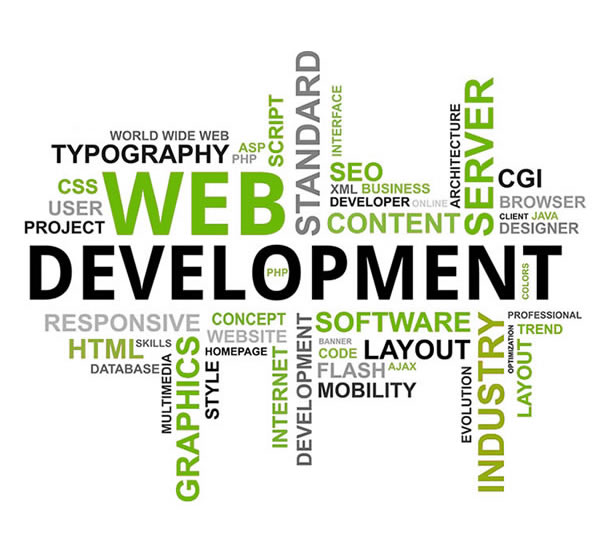 STANDARD
INTERFACE
SERVER
SCRIPT
ARCHITECTURE
WORLD WIDE WEB
ASP
TYPOGRAPHY
PHP
SEO
CGI
CSS
WEB
XML BUSINESS
USER
DEVELOPER ONLINE
BROWSER
PROJECT
CONTENT
CLIENT JAVA
DESIGNER
DEVELOPMENT
PHP
COLORS
RESPONSIVE
CONCEPT
SOFTWARE
PROFESSIONAL
HTML
SKILLS
WEBSITE
BANNER
LAYOUT
TREND
OPTIMIZATION
HOMEPAGE
CODE
DATABASE
FLASH
AJAX
MOBILITY
MULTIMEDIA
GRAPHICS
STYLE
INTERNET
DEVELOPMENT
EVOLUTION
INDUSTRY
LAYOUT